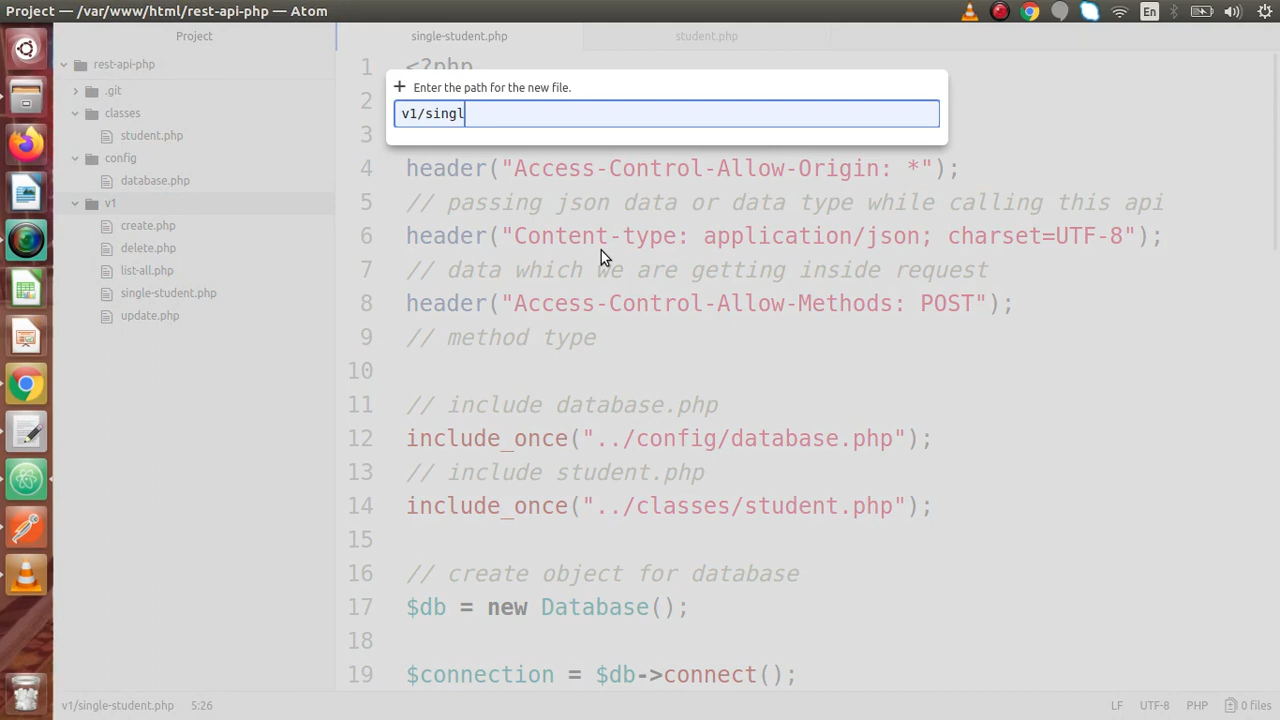 Project — /var/www/html/rest-api-php — Atom
En
Project
single-student.php
student.php
rest-api-php
.git
classes
student.php
config
database.php
v1
create.php
delete.php
list-all.php
single-student.php
update.php
Enter the path for the new file.
v1/singl
1 <?php
2
3
4 header("Access-Control-Allow-Origin: *");
5 // passing json data or data type while calling this api
6 header("Content-type: application/json; charset=UTF-8");
7 // data which we are getting inside request
8 header("Access-Control-Allow-Methods: POST");
9 // method type
10
11 // include database.php
12 include_once("../config/database.php");
13 // include student.php
14 include_once("../classes/student.php");
15
16 // create object for database
17 $db = new Database();
18
19 $connection = $db->connect();
v1/single-student.php 5:26
LF UTF-8 PHP 0 files